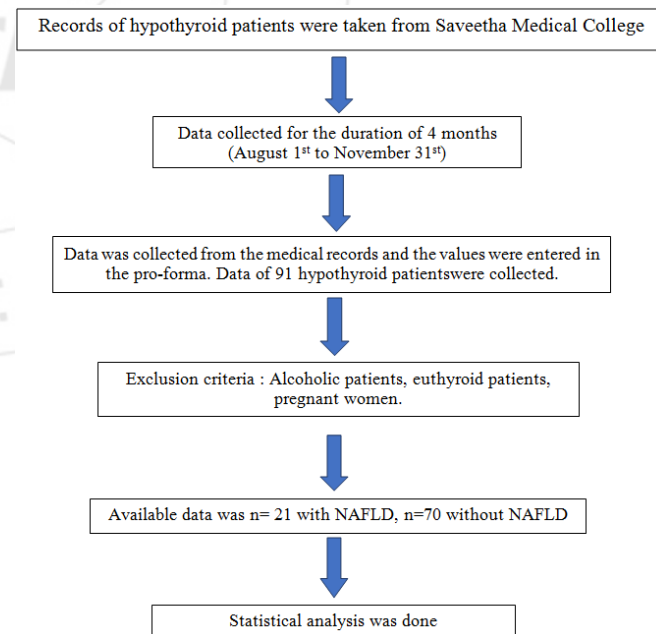 Records of hypothyroid patients were taken from Saveetha Medical College
Data collected for the duration of 4 months
(August 1st to November 31st)
Data was collected from the medical records and the values were entered in
the pro-forma. Data of 91 hypothyroid patientswere collected.
Exclusion criteria : Alcoholic patients, euthyroid patients,
pregnant women.
Available data was n= 21 with NAFLD, n=70 without NAFLD
Statistical analysis was done